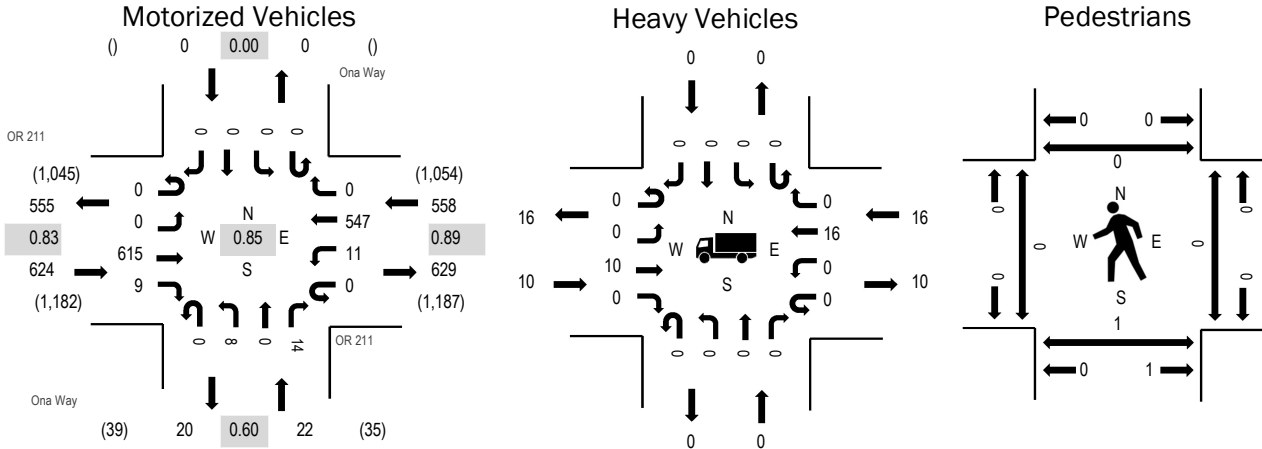 Motorized Vehicles
() 0 0.00 0 ()
Ona Way
OR 211
0 0 0 0
(1,045) 0 0 (1,054)
555 0 N 547 558
0.83 W 0.85 E 0.89
624 615 S 11 629
(1,182) 9 0 (1,187)
0 8 0 14 OR 211
Ona Way
(39) 20 0.60 22 (35)
Heavy Vehicles
0 0
0 0 0 0
0 0
16 0 N 16 16
W E
10 10 S 0 10
0 0
0 0 0 0
0 0
Pedestrians
0 0
0
0 N 0
0 W E 0
0 S 0
1
0 1